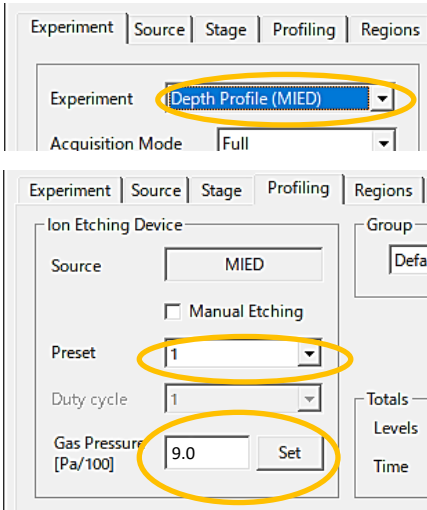 Experiment Source Stage Profiling Regions
Experiment Depth Profile (MIED)
Acquisition Mode Full
Experiment Source Stage Profiling Regions
Ion Etching Device Group
Source MIED Defa
Manual Etching
Preset 1
Duty cycle 1 Totals
Levels
Gas Pressure
[Pa/100] 9.0 Set
Time